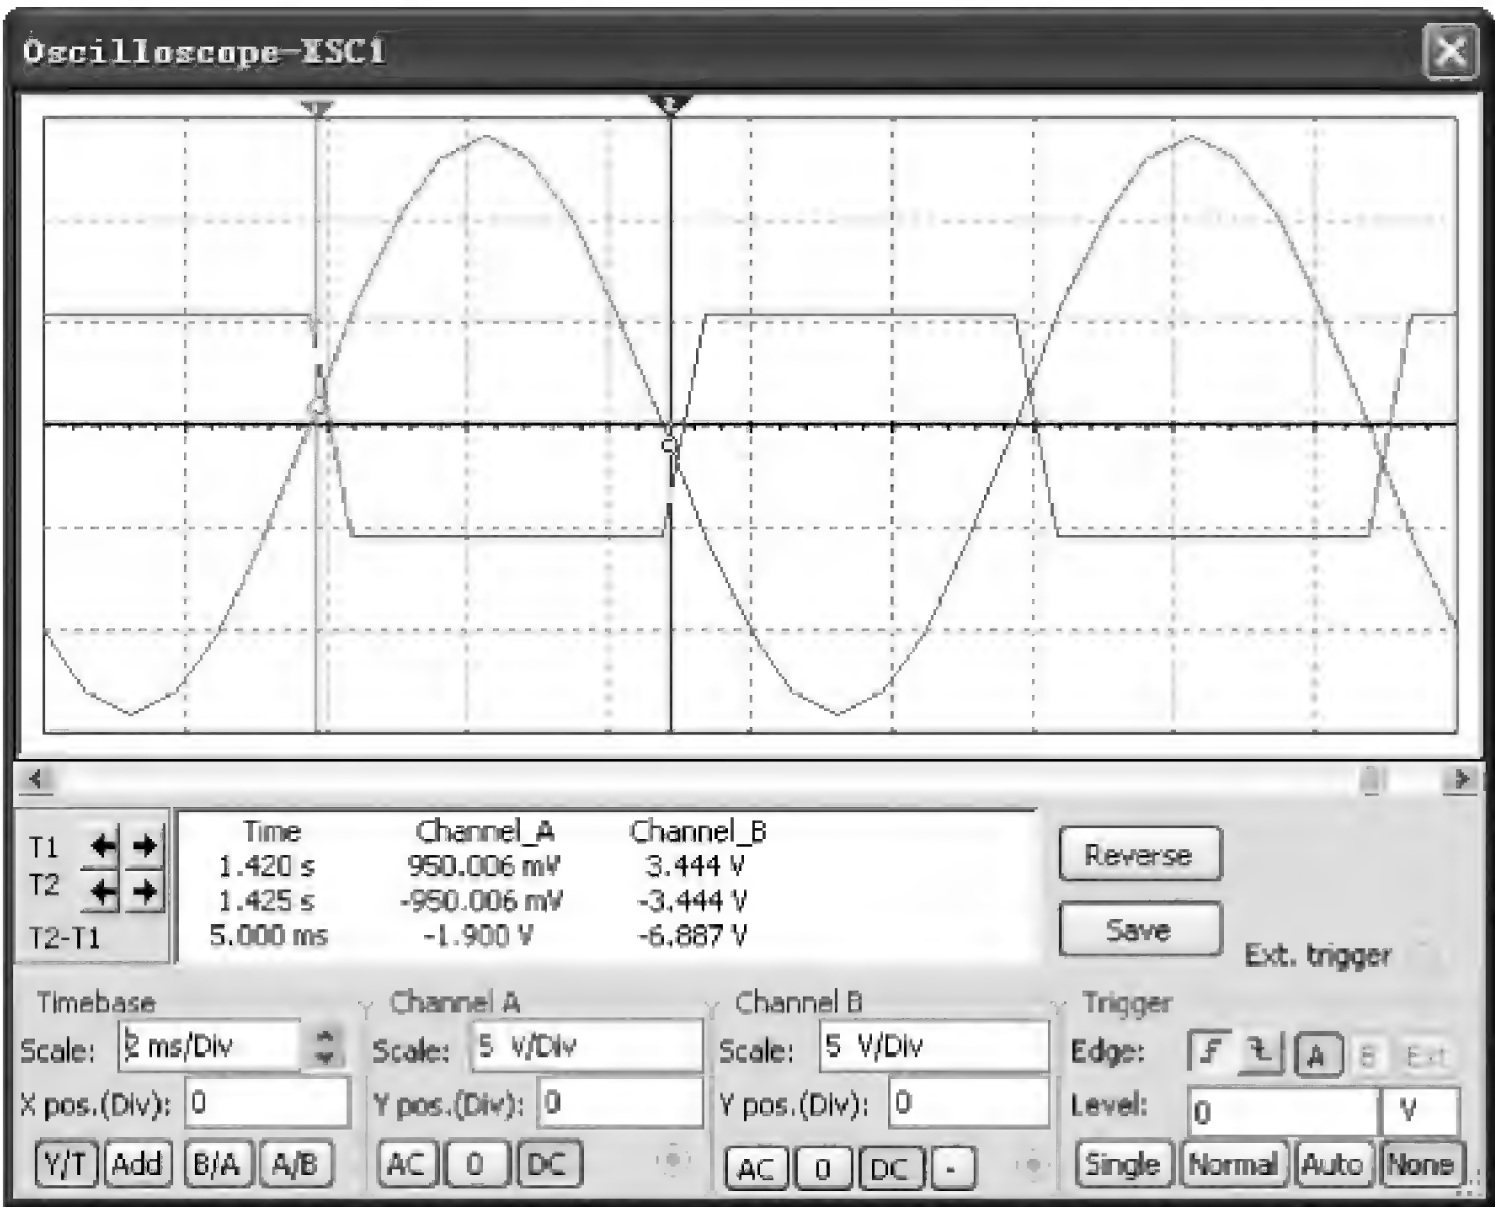 Oscilloscope-XSC1
1 2
Time Channel_A Channel_B
T1 1.420 s 950.006 mV 3.444 V
T2 1.425 s -950.006 mV -3.444 V
T2-T1 5.000 ms -1.900 V -6.887 V
Reverse
Save
Ext. trigger
Timebase Channel A Channel B Trigger
Scale: 2 ms/Div Scale: 5 V/Div Scale: 5 V/Div Edge: A B Ext
X pos.(Div): 0 Y pos.(Div): 0 Y pos.(Div): 0 Level: 0 V
Y/T Add B/A A/B AC 0 DC AC 0 DC - Single Normal Auto None